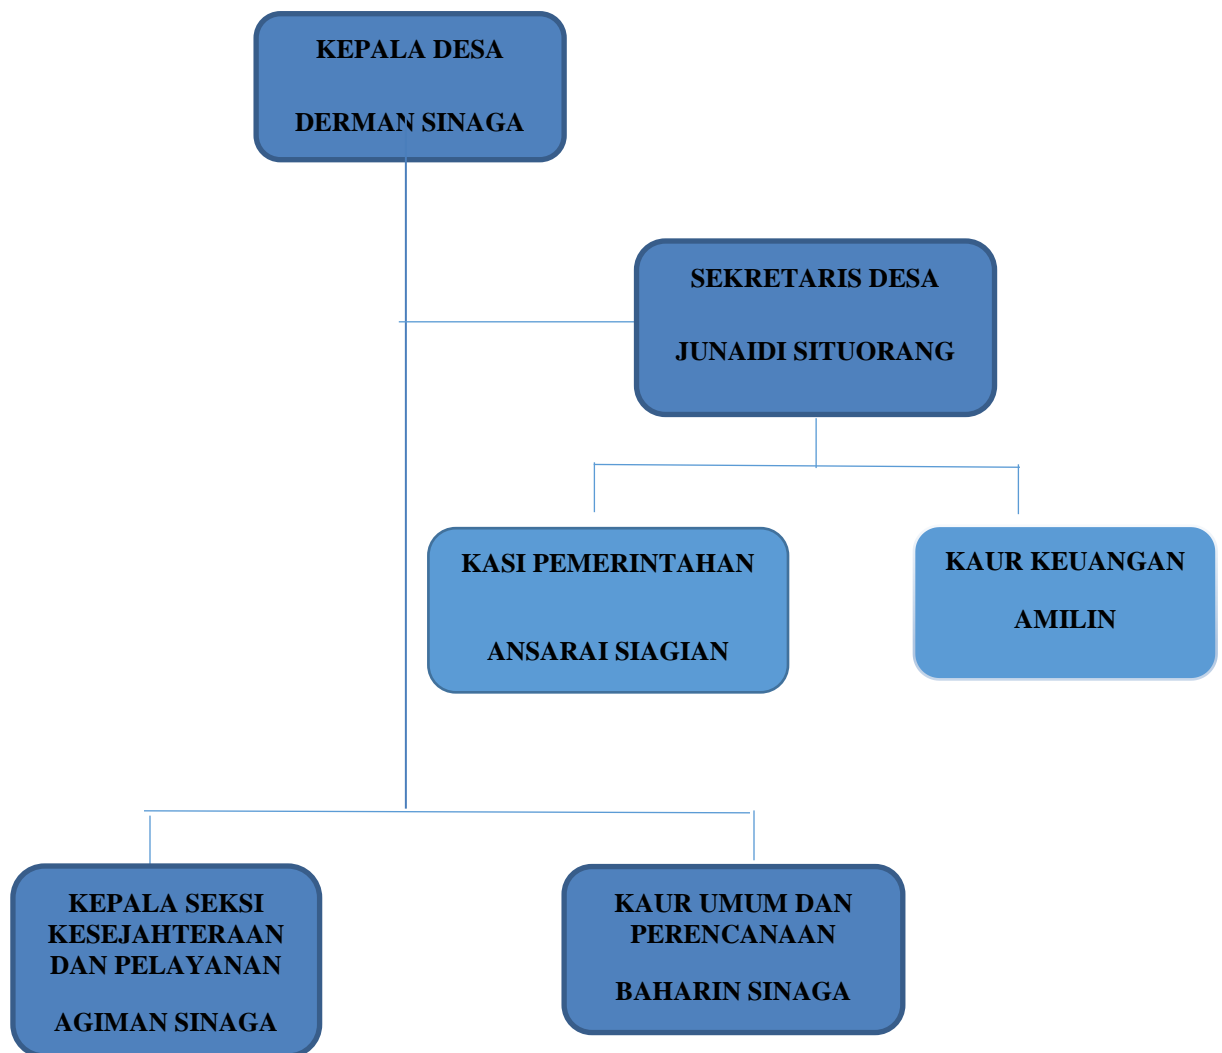 KEPALA DESA
DERMAN SINAGA
SEKRETARIS DESA
JUNAIDI SITUORANG
KASI PEMERINTAHAN
ANSARAI SIAGIAN
KAUR KEUANGAN
AMILIN
KEPALA SEKSI
KESEJAHTERAAN
DAN PELAYANAN
AGIMAN SINAGA
KAUR UMUM DAN
PERENCANAAN
BAHARIN SINAGA